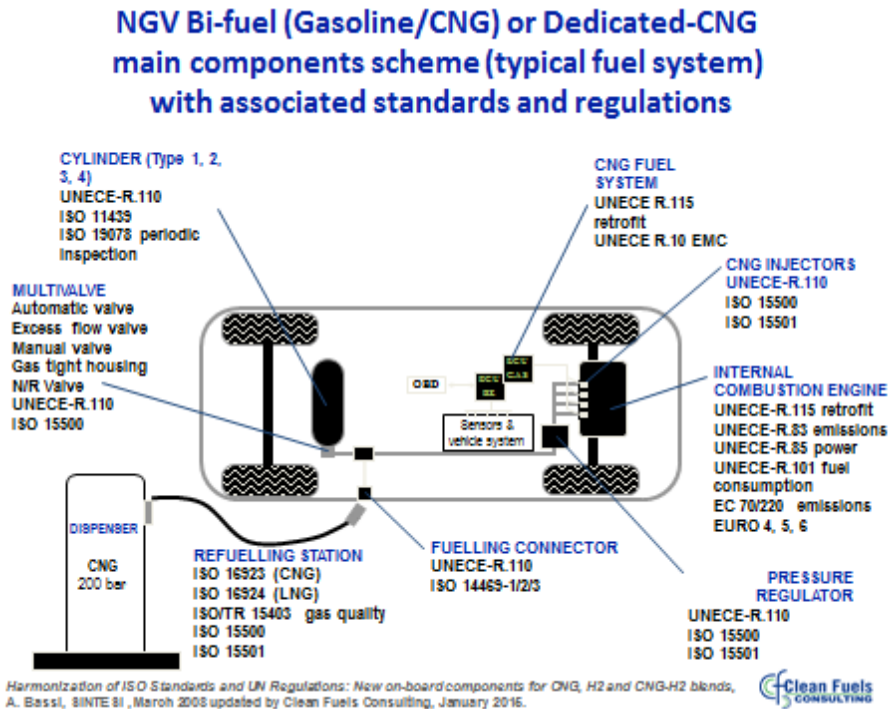 NGV Bi-fuel (Gasoline/CNG) or Dedicated-CNG
main components scheme (typical fuel system)
with associated standards and regulations
CYLINDER (Type 1, 2,
3, 4)
UNECE-R.110
ISO 11439
ISO 19078 periodic
inspection
CNG FUEL
SYSTEM
UNECE R.115
retrofit
UNECE R.10 EMC
CNG INJECTORS
UNECE-R.110
ISO 15500
ISO 15501
MULTIVALVE
Automatic valve
Excess flow valve
Manual valve
Gas tight housing
N/R Valve
UNECE-R.110
ISO 15500
OBD
ECU
GAS
ECU
Sensors &
vehicle system
INTERNAL
COMBUSTION ENGINE
UNECE-R.115 retrofit
UNECE-R.83 emissions
UNECE-R.85 power
UNECE-R.101 fuel
consumption
EC 70/220 emissions
EURO 4, 5, 6
DISPENSER
CNG
200 bar
REFUELLING STATION
ISO 16923 (CNG)
ISO 16924 (LNG)
ISO/TR 15403 gas quality
ISO 15500
ISO 15501
FUELLING CONNECTOR
UNECE-R.110
ISO 14469-1/2/3
PRESSURE
REGULATOR
UNECE-R.110
ISO 15500
ISO 15501
Harmonization of ISO Standards and UN Regulations: New on-board components for CNG, H2 and CNG-H2 blends,
A. Bassi, SINTESI, March 2008 updated by Clean Fuels Consulting, January 2016.
Clean Fuels
CONSULTING